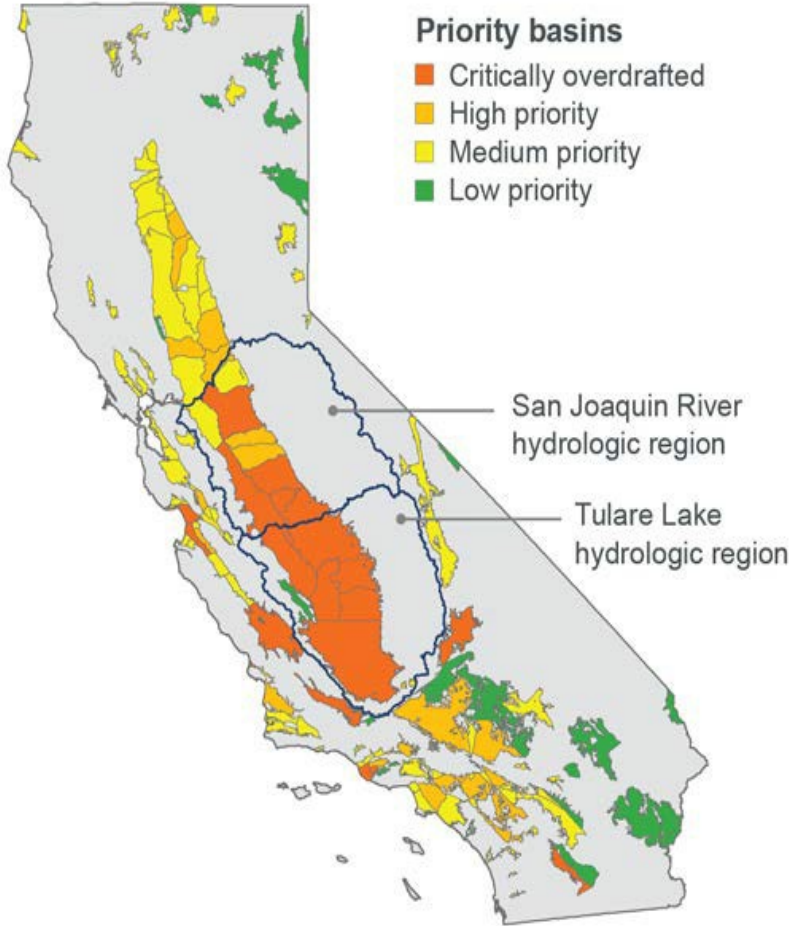 Priority basins
Critically overdrafted
High priority
Medium priority
Low priority
San Joaquin River
hydrologic region
Tulare Lake
hydrologic region